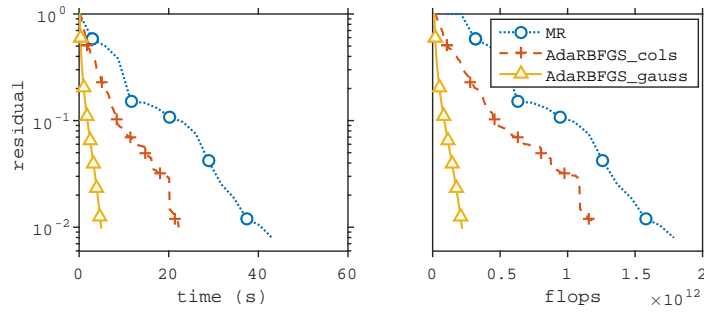 10^0
10^-1
10^-2
residual
0 20 40 60
time (s)
MR
AdaRBFGS_cols
AdaRBFGS_gauss
0 0.5 1 1.5 2
flops
×10^12